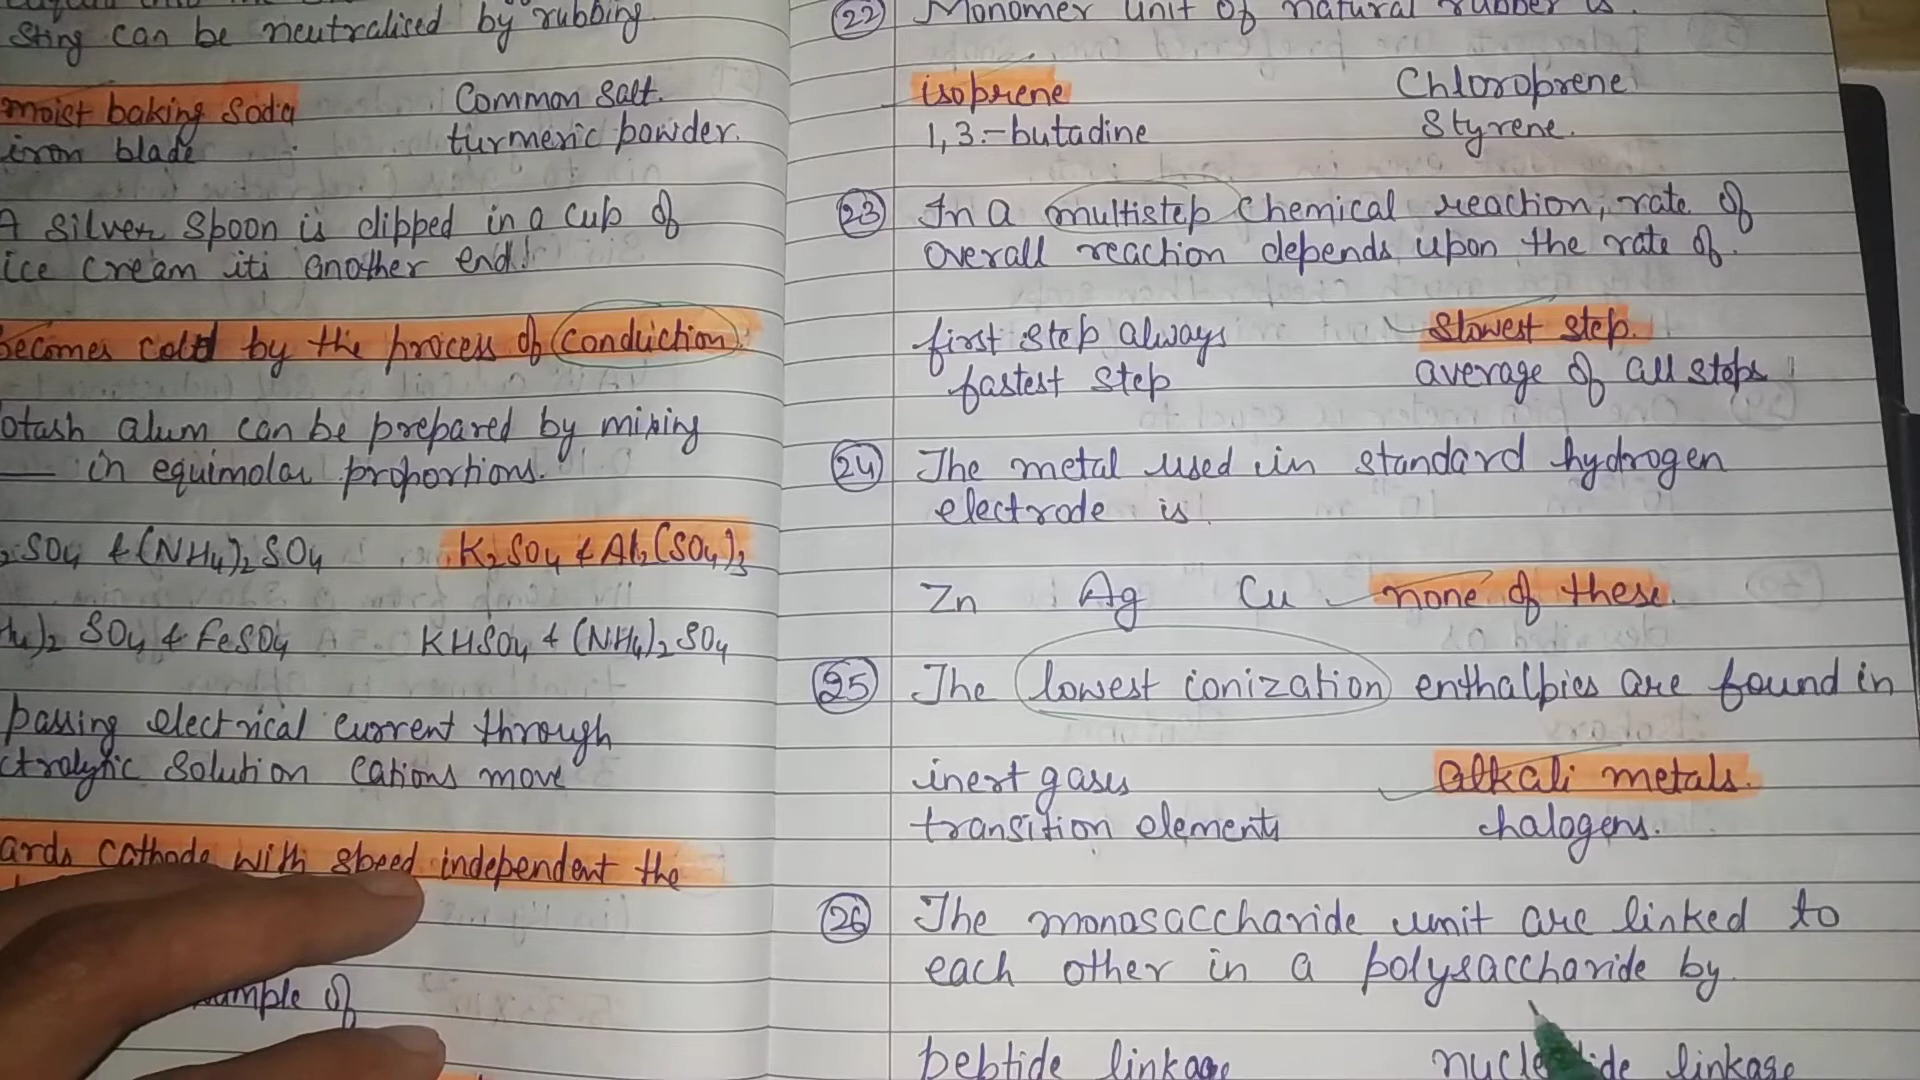 Sting can be neutralised by rubbing
moist baking soda Common salt.
iron blade turmeric powder.
A silver spoon is dipped in a cup of
ice cream iti another end!
becomes cold by the process of conduction
otash alum can be prepared by mixing
— in equimolar proportions.
2SO4 & (NH4)2 SO4 K2SO4 & Al2(SO4)3
H4)2 SO4 & FeSO4 KHSO4 & (NH4)2 SO4
passing electrical current through
ctrolytic solution cations move
ards cathode with speed independent the
ample of
(22) Monomer unit of natural rubber is.
isoprene Chloroprene
1,3:-butadine Styrene.
(23) In a multistep chemical reaction, rate of
overall reaction depends upon the rate of.
first step always slowest step.
fastest step average of all steps
(24) The metal used in standard hydrogen
electrode is.
Zn Ag Cu none of these.
(25) The lowest ionization enthalpies are found in
inert gases alkali metals.
transition elements halogens.
(26) The monosaccharide unit are linked to
each other in a polysaccharide by.
peptide linkage nucleotide linkage